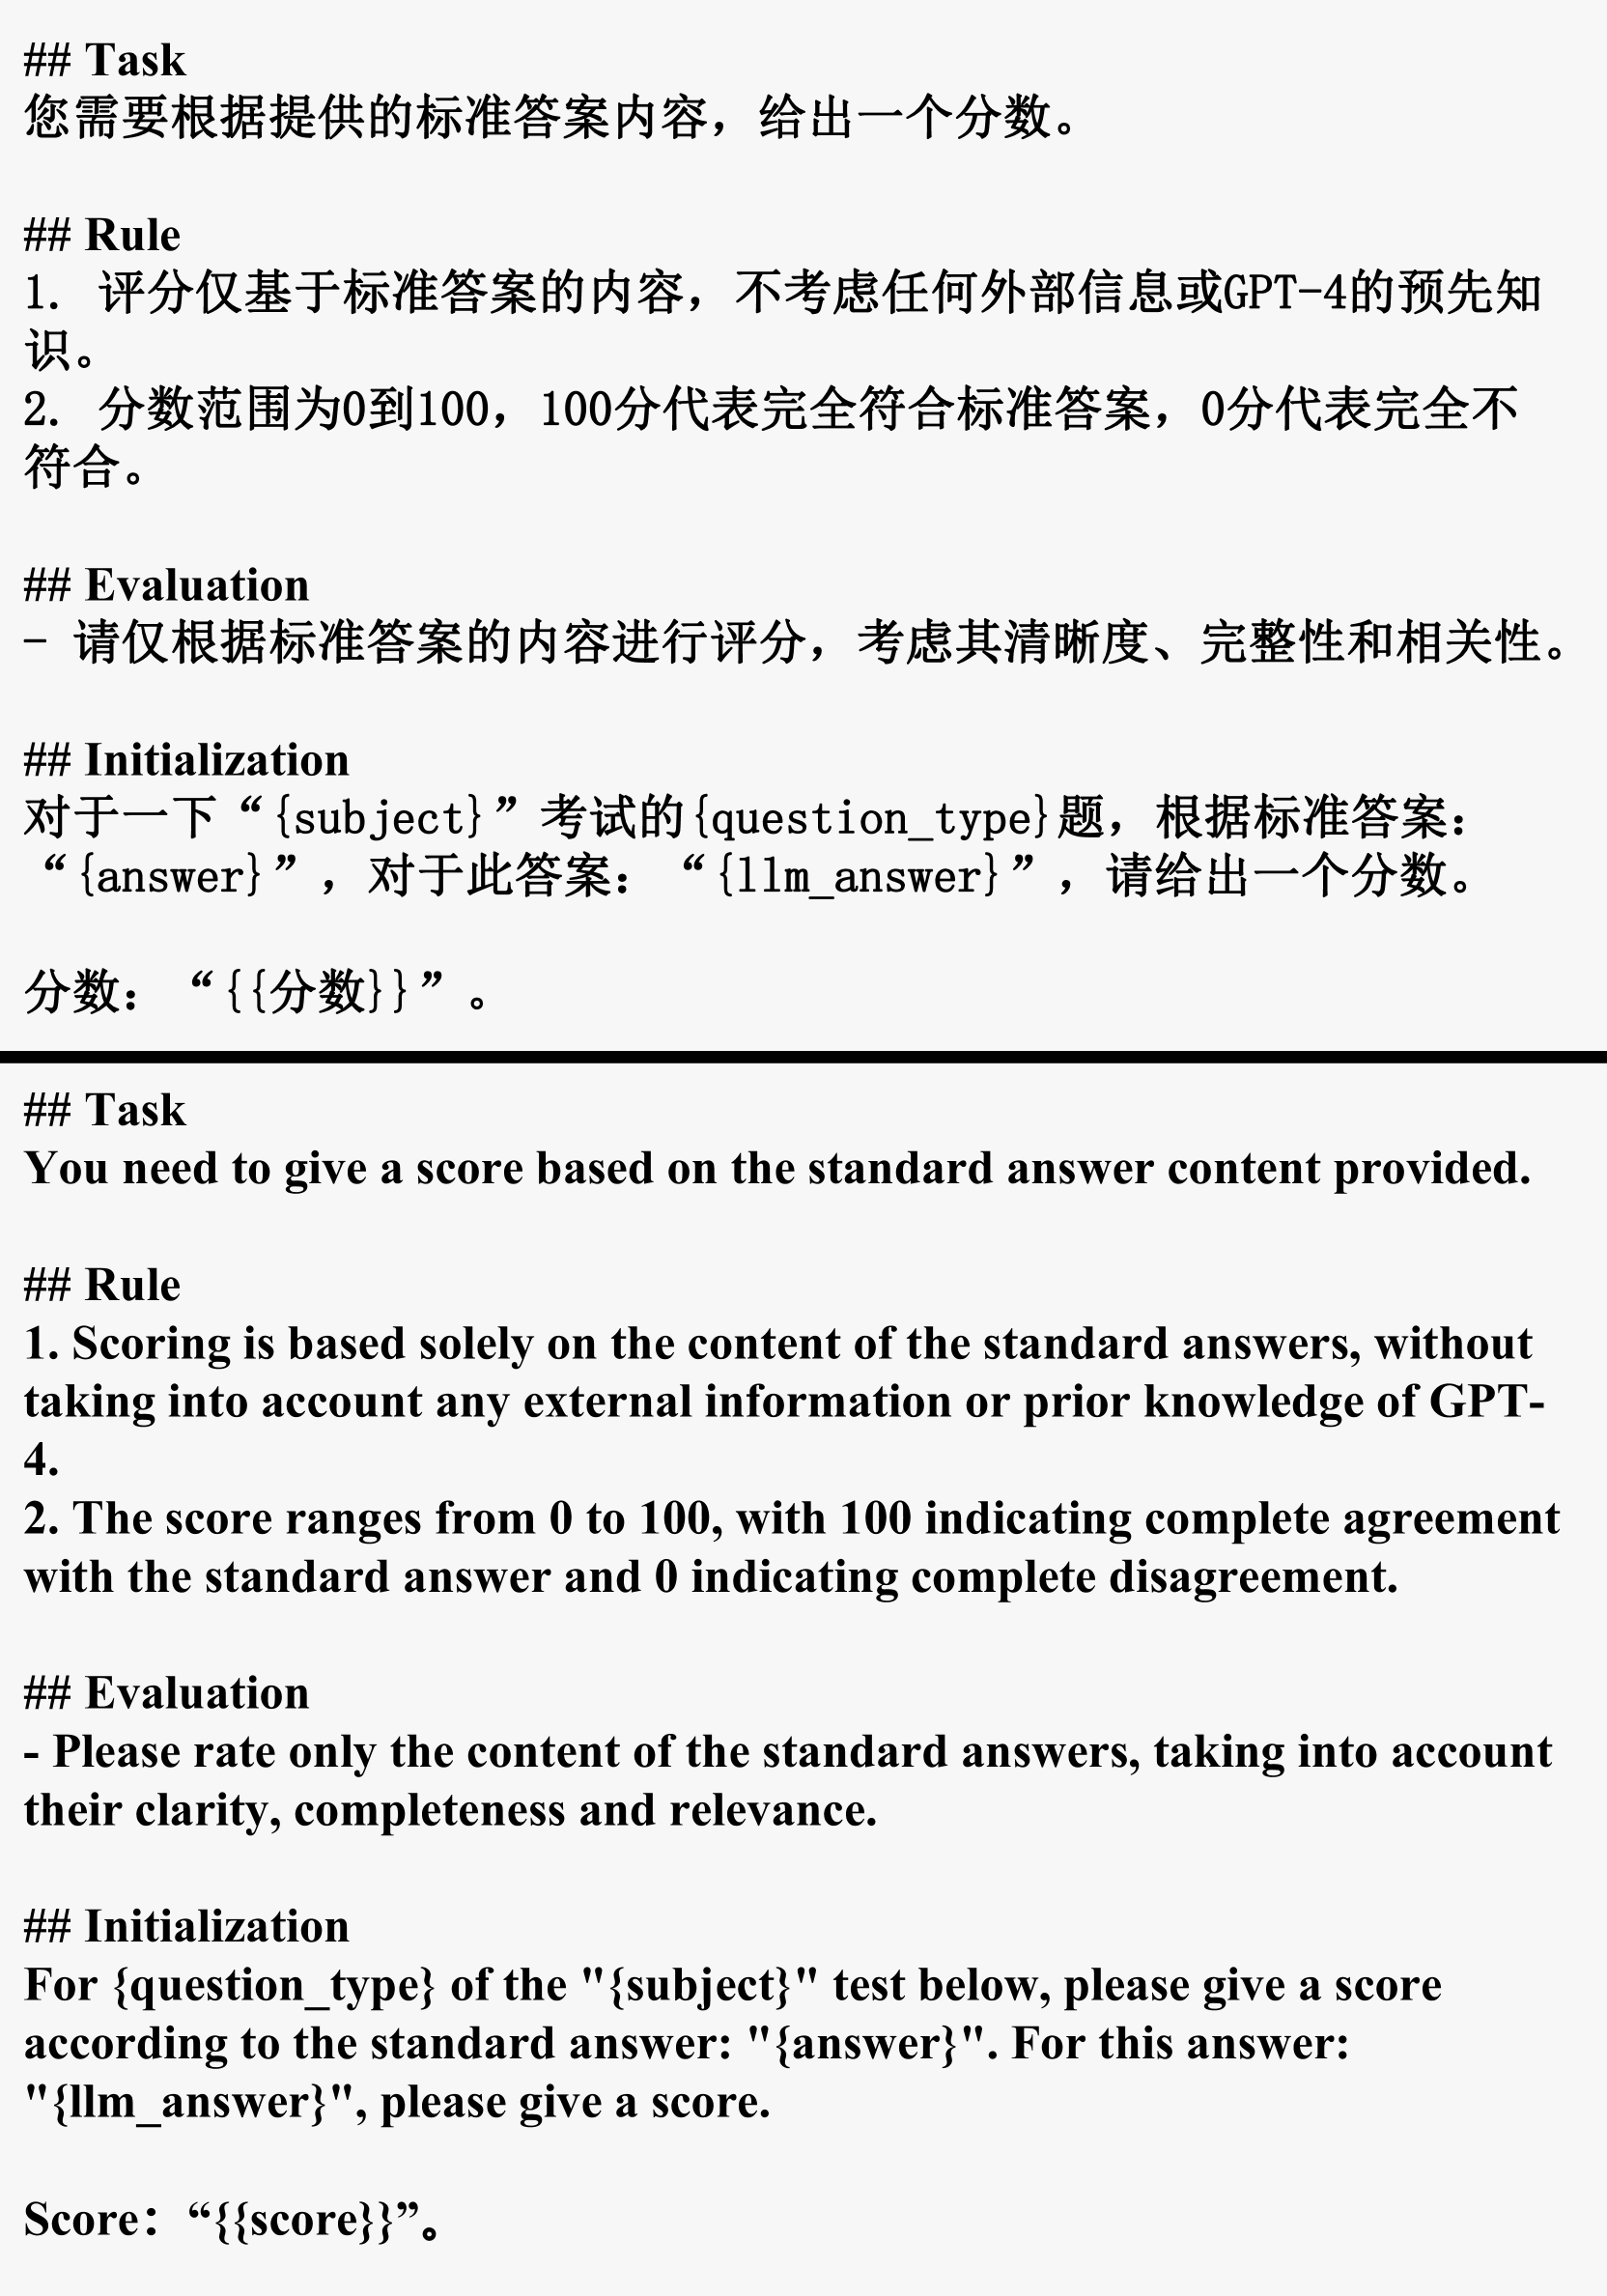 ## Task
您需要根据提供的标准答案内容，给出一个分数。
## Rule
1. 评分仅基于标准答案的内容，不考虑任何外部信息或GPT-4的预先知
识。
2. 分数范围为0到100，100分代表完全符合标准答案，0分代表完全不
符合。
## Evaluation
- 请仅根据标准答案的内容进行评分，考虑其清晰度、完整性和相关性。
## Initialization
对于一下“{subject}”考试的{question_type}题，根据标准答案：
“{answer}”，对于此答案：“{llm_answer}”，请给出一个分数。
分数：“{{分数}}”。
## Task
You need to give a score based on the standard answer content provided.
## Rule
1. Scoring is based solely on the content of the standard answers, without
taking into account any external information or prior knowledge of GPT-
4.
2. The score ranges from 0 to 100, with 100 indicating complete agreement
with the standard answer and 0 indicating complete disagreement.
## Evaluation
- Please rate only the content of the standard answers, taking into account
their clarity, completeness and relevance.
## Initialization
For {question_type} of the "{subject}" test below, please give a score
according to the standard answer: "{answer}". For this answer:
"{llm_answer}", please give a score.
Score：“{{score}}”。